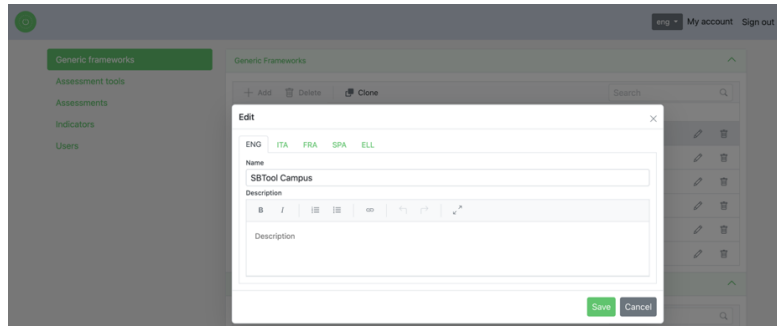 eng My account Sign out
Generic frameworks
Assessment tools
Assessments
Indicators
Users
Generic Frameworks
Add Delete Clone Search
Edit
ENG ITA FRA SPA ELL
Name
SBTool Campus
Description
B I
Description
Save Cancel